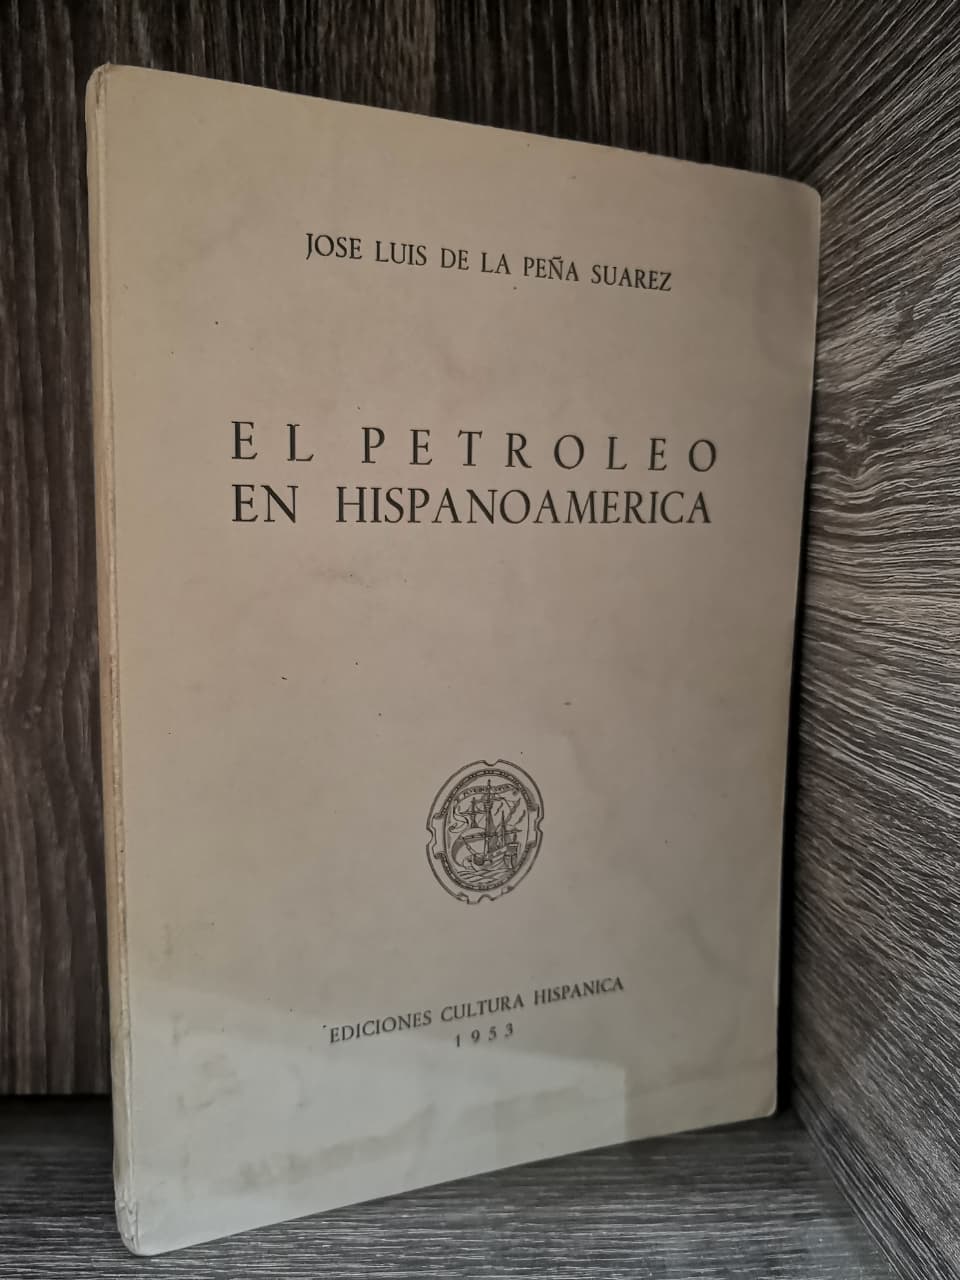 JOSE LUIS DE LA PEÑA SUAREZ
EL PETROLEO
EN HISPANOAMERICA
EDICIONES CULTURA HISPANICA
1953